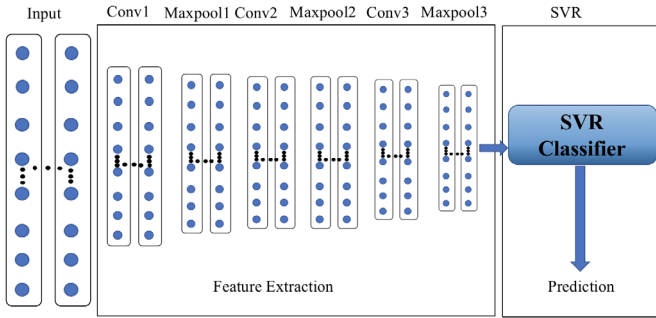 Input Conv1 Maxpool1 Conv2 Maxpool2 Conv3 Maxpool3 SVR
SVR
Classifier
Feature Extraction
Prediction